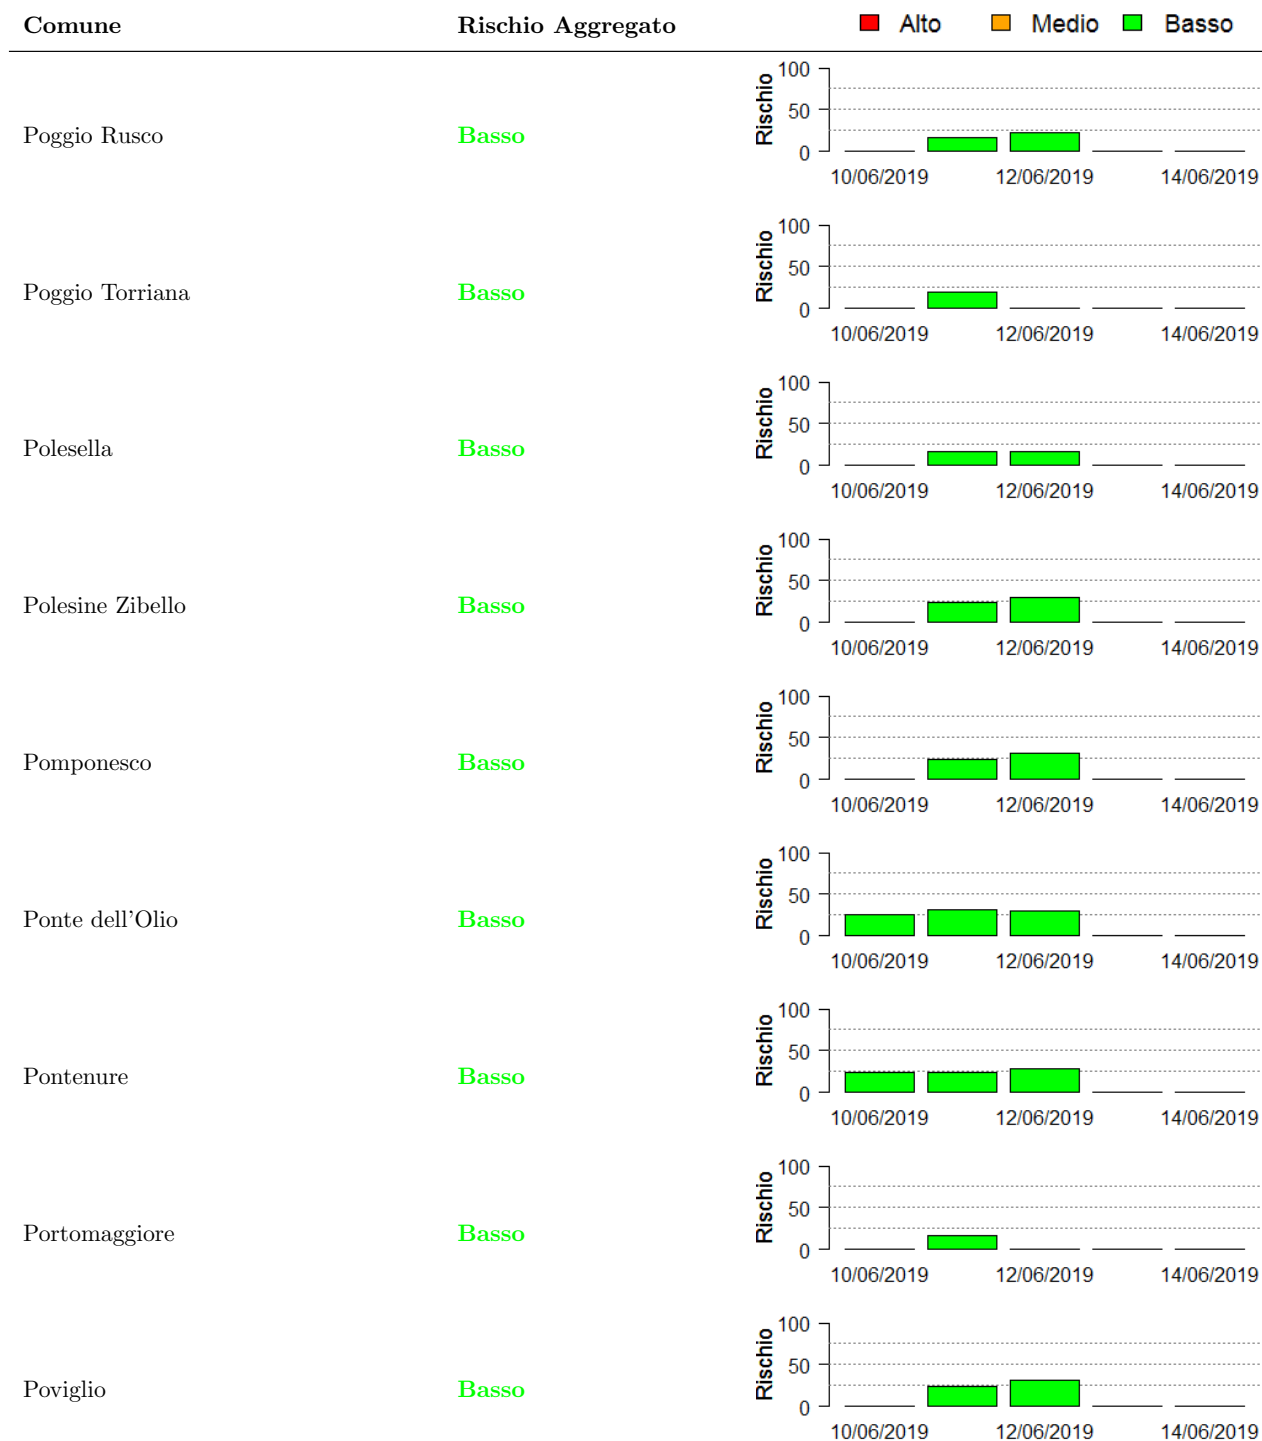 Comune Rischio Aggregato Alto Medio Basso
Poggio Rusco Basso Rischio 100 50 0
10/06/2019 12/06/2019 14/06/2019
Poggio Torriana Basso Rischio 100 50 0
10/06/2019 12/06/2019 14/06/2019
Polesella Basso Rischio 100 50 0
10/06/2019 12/06/2019 14/06/2019
Polesine Zibello Basso Rischio 100 50 0
10/06/2019 12/06/2019 14/06/2019
Pomponesco Basso Rischio 100 50 0
10/06/2019 12/06/2019 14/06/2019
Ponte dell'Olio Basso Rischio 100 50 0
10/06/2019 12/06/2019 14/06/2019
Pontenure Basso Rischio 100 50 0
10/06/2019 12/06/2019 14/06/2019
Portomaggiore Basso Rischio 100 50 0
10/06/2019 12/06/2019 14/06/2019
Poviglio Basso Rischio 100 50 0
10/06/2019 12/06/2019 14/06/2019